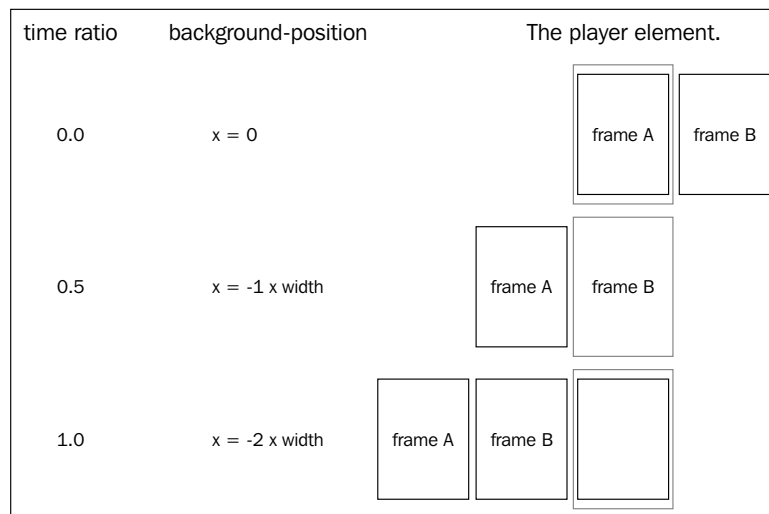 time ratio background-position The player element.
0.0 x = 0 frame A frame B
0.5 x = -1 x width frame A frame B
1.0 x = -2 x width frame A frame B